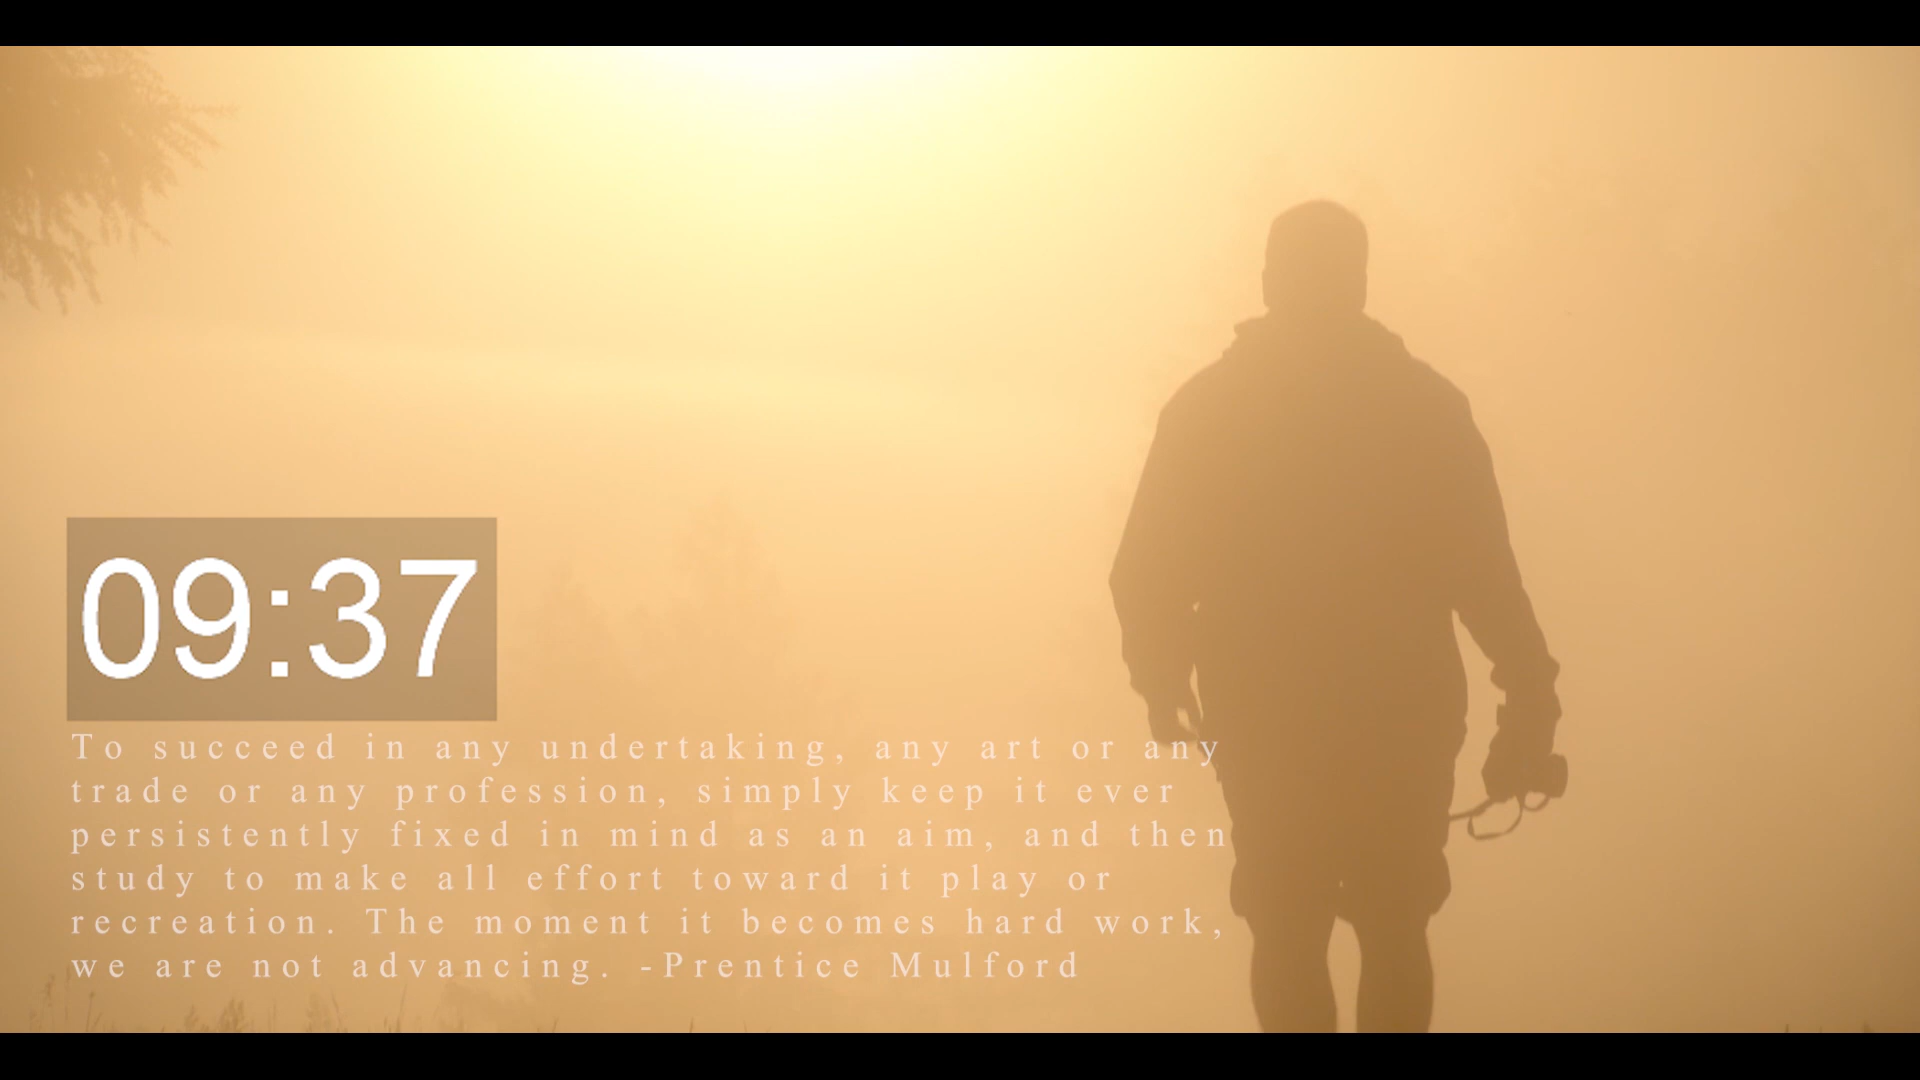 09:37
To succeed in any undertaking, any art or any
trade or any profession, simply keep it ever
persistently fixed in mind as an aim, and then
study to make all effort toward it play or
recreation. The moment it becomes hard work,
we are not advancing. -Prentice Mulford